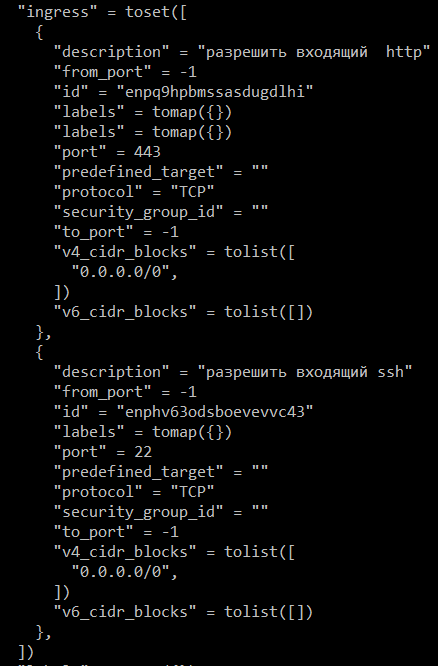 "ingress" = toset([
  {
    "description" = "разрешить входящий  http"
    "from_port" = -1
    "id" = "enpq9hpbmssasdugdlhi"
    "labels" = tomap({})
    "labels" = tomap({})
    "port" = 443
    "predefined_target" = ""
    "protocol" = "TCP"
    "security_group_id" = ""
    "to_port" = -1
    "v4_cidr_blocks" = tolist([
      "0.0.0.0/0",
    ])
    "v6_cidr_blocks" = tolist([])
  },
  {
    "description" = "разрешить входящий ssh"
    "from_port" = -1
    "id" = "enphv63odsboevevvc43"
    "labels" = tomap({})
    "port" = 22
    "predefined_target" = ""
    "protocol" = "TCP"
    "security_group_id" = ""
    "to_port" = -1
    "v4_cidr_blocks" = tolist([
      "0.0.0.0/0",
    ])
    "v6_cidr_blocks" = tolist([])
  },
])